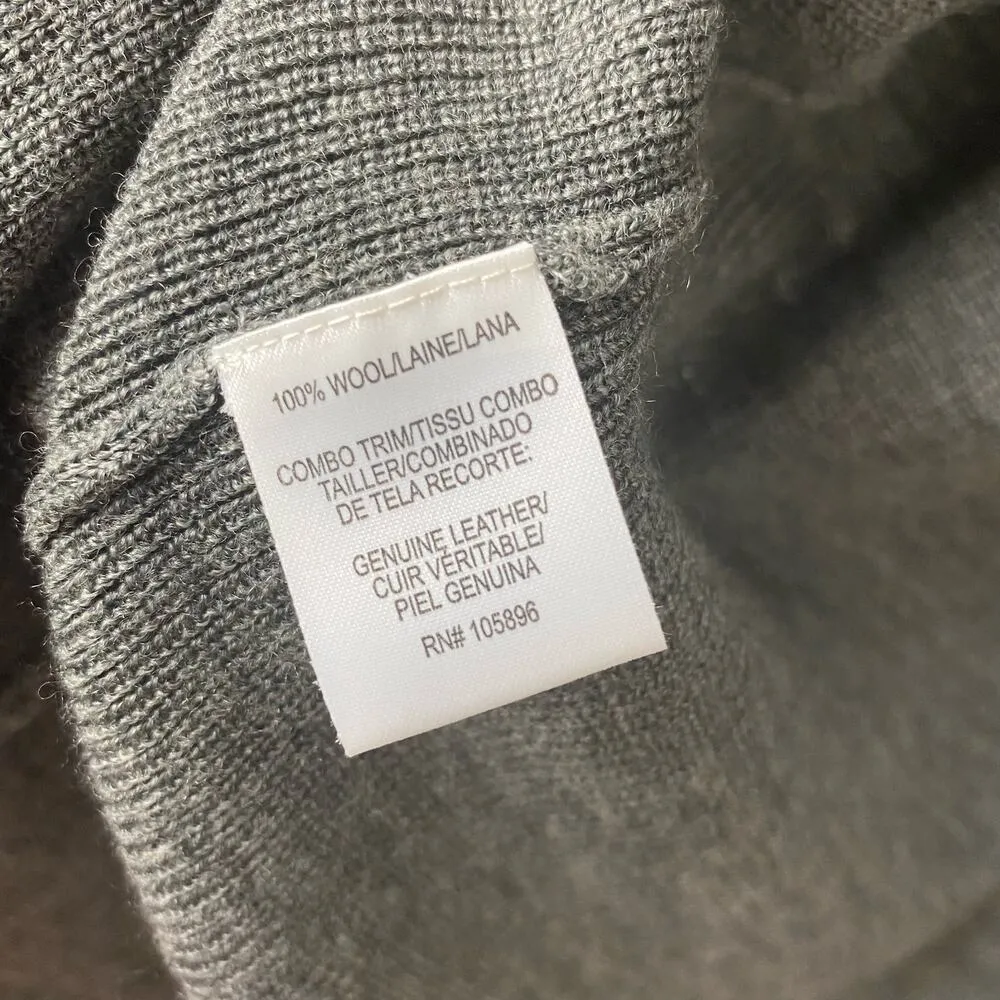 100% WOOL/LAINE/LANA
COMBO TRIM/TISSU COMBO
TAILLER/COMBINADO
DE TELA RECORTE:
GENUINE LEATHER/
CUIR VÉRITABLE/
PIEL GENUINA
RN# 105896